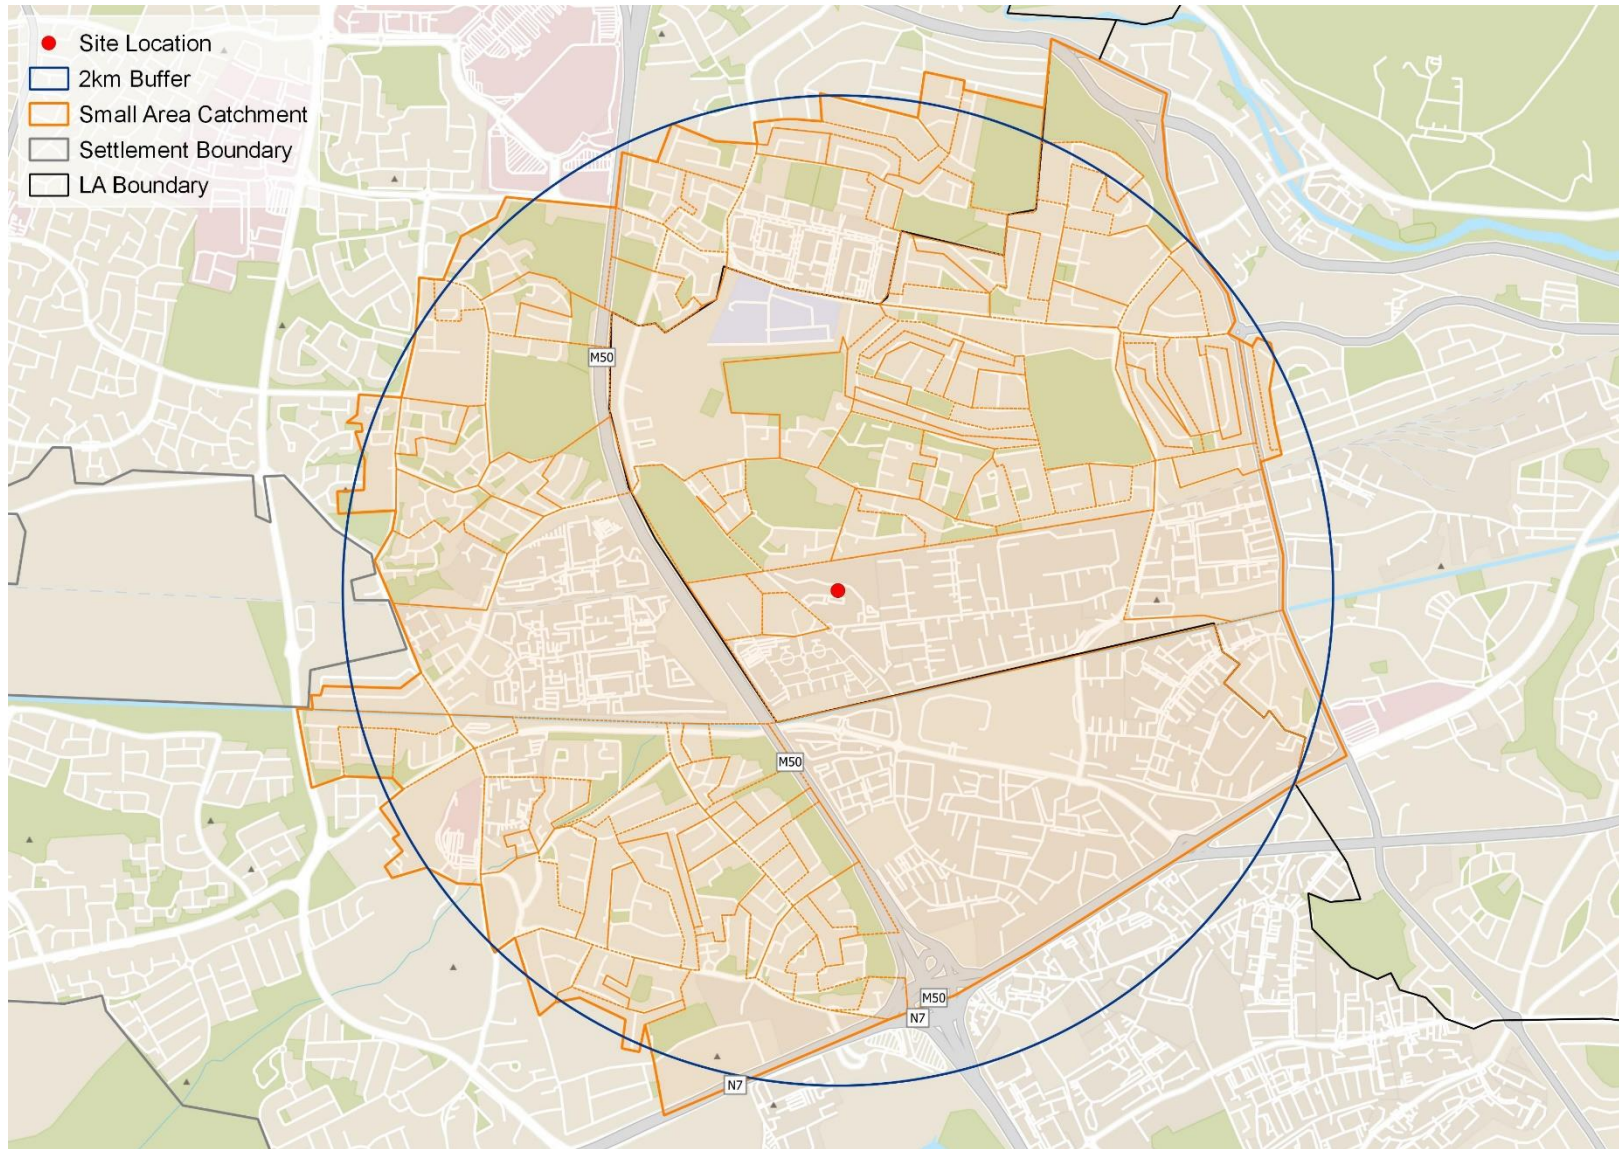 Site Location
2km Buffer
Small Area Catchment
Settlement Boundary
LA Boundary
M50
M50
M50
N7
N7